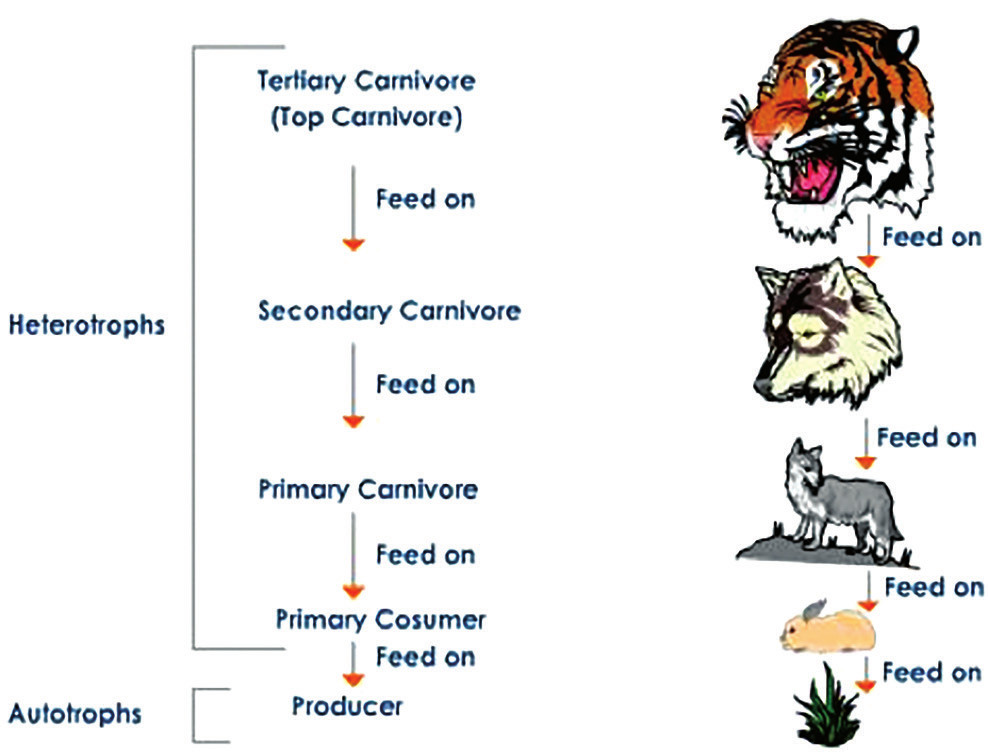 Tertiary Carnivore
(Top Carnivore)
Feed on
Feed on
Secondary Carnivore
Heterotrophs
Feed on
Feed on
Primary Carnivore
Feed on
Feed on
Primary Cosumer
Feed on
Feed on
Producer
Autotrophs